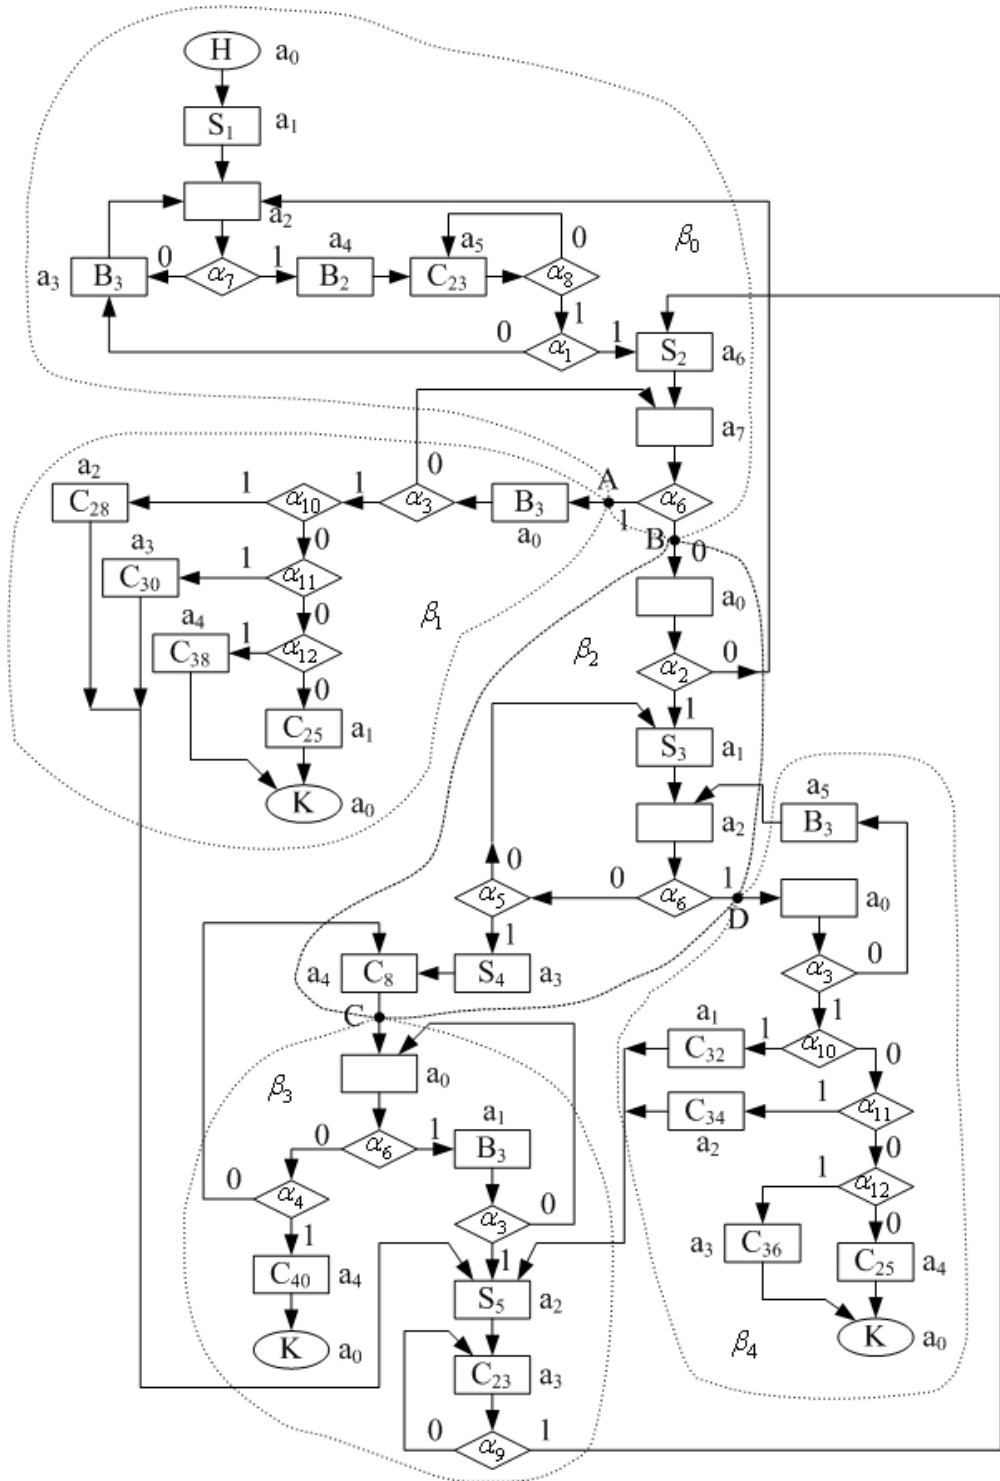 H a₀
S₁ a₁
a₂
β₀
a₃ B₃ 0 α₇ 1 a₄ B₂ a₅ C₂₃ α₈ 0
1
0 α₁ 1 S₂ a₆
a₇
0
a₂ C₂₈ 1 α₁₀ 1 α₃ B₃ a₀ A 1 α₆
B 0
0
a₃ C₃₀ 1 α₁₁ β₁ a₀
0
a₄ C₃₈ 1 α₁₂ β₂ α₂ 0
0
1
C₂₅ a₁ S₃ a₁
K a₀ a₂ a₅ B₃
0 α₅ 0 α₆ 1 D a₀
1
a₄ C₈ S₄ a₃ α₃ 0
1
C
a₀ a₁ C₃₂ 1 α₁₀ 0
β₃
C₃₄ a₂ 1 α₁₁
0 α₆ 1 a₁ B₃ 0
0 α₄ 1 α₁₂
α₃ 0 0
1 1
C₄₀ a₄ a₃ C₃₆ C₂₅ a₄
S₅ a₂
K a₀ β₄ K a₀
C₂₃ a₃
0 α₉ 1